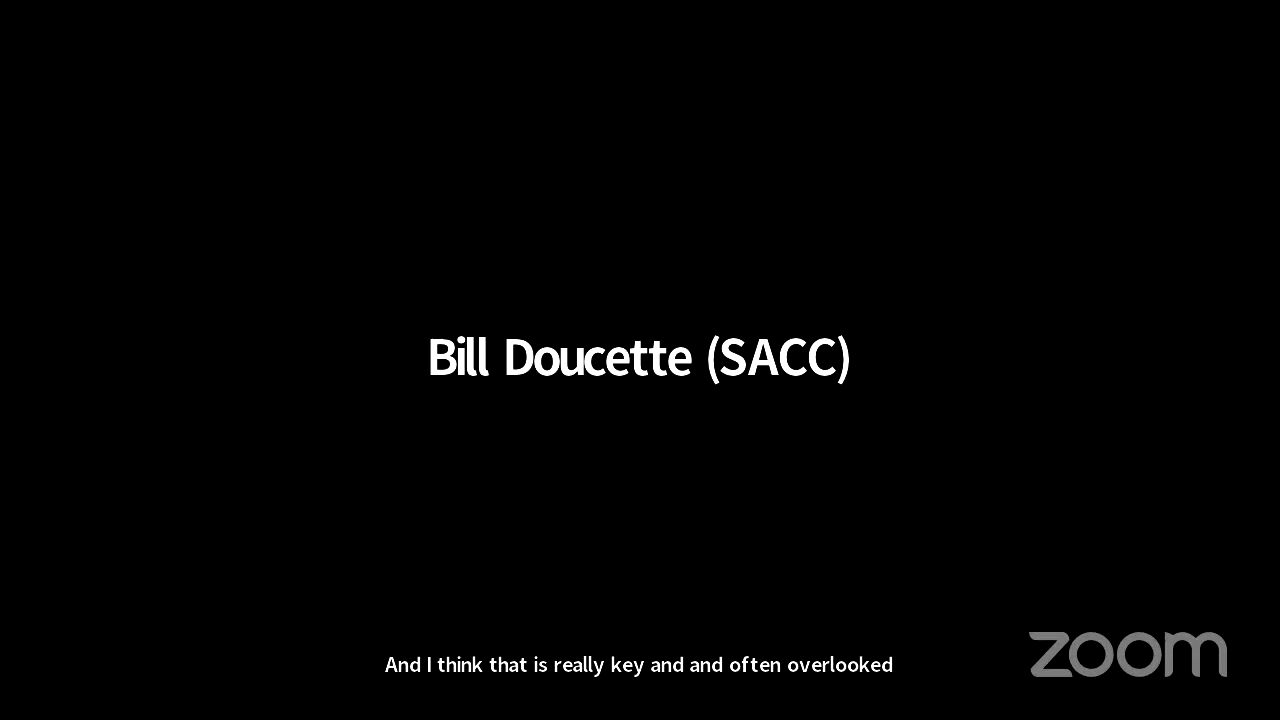 Bill Doucette (SACC)
And I think that is really key and and often overlooked
zoom